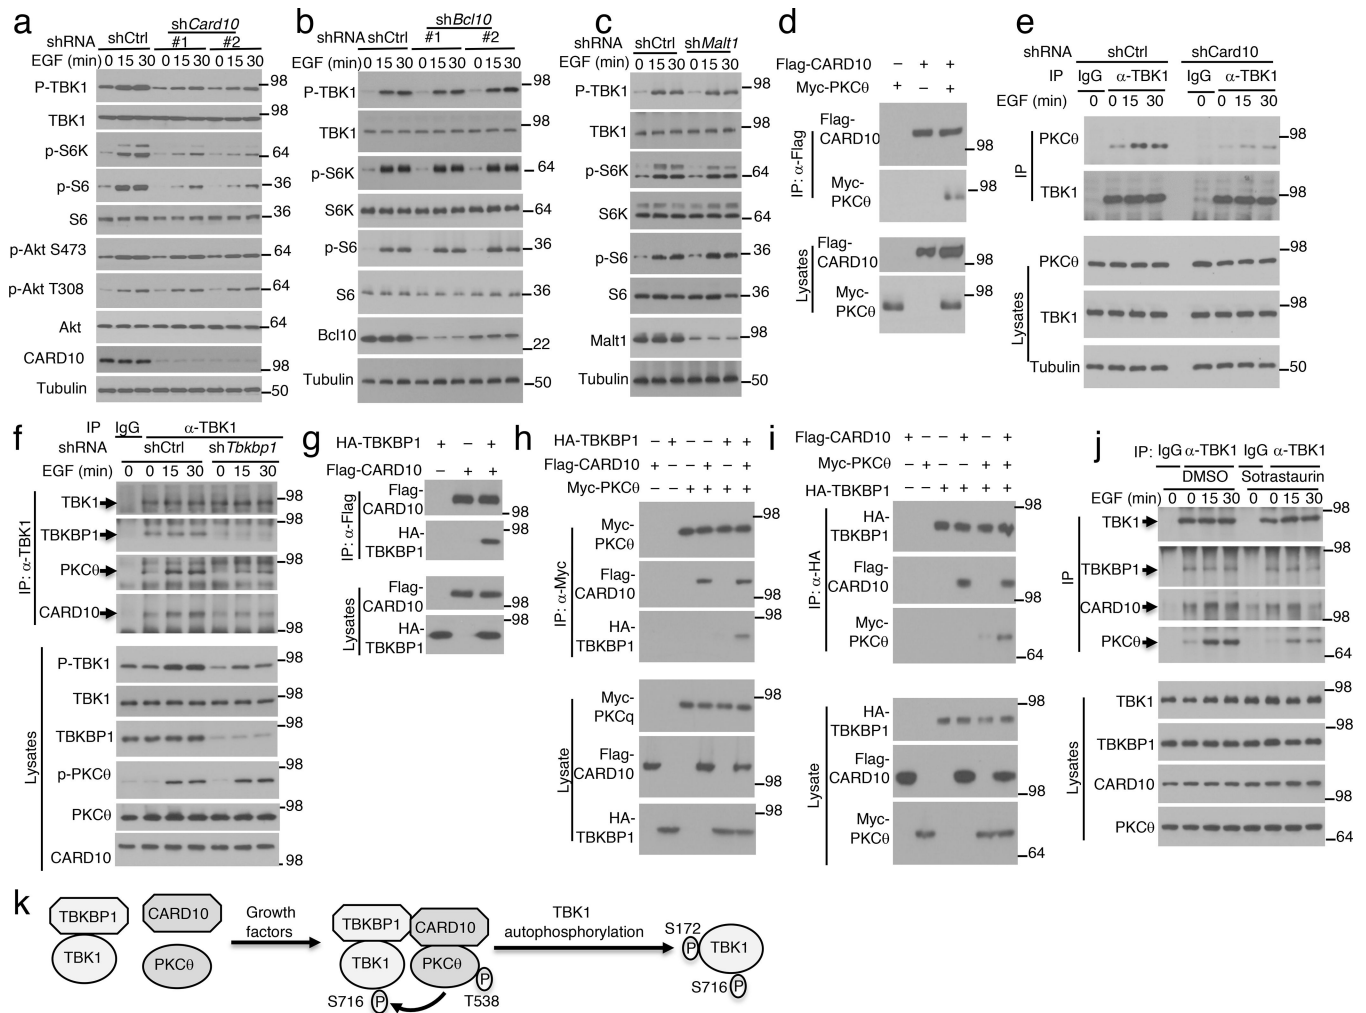 a
shCard10
shRNA shCtrl #1 #2
EGF (min) 0 15 30 0 15 30 0 15 30
P-TBK1 98
TBK1 98
p-S6K 64
p-S6 36
S6 36
p-Akt S473 64
p-Akt T308 64
Akt 64
CARD10 98
Tubulin 50
b
shBcl10
shRNA shCtrl #1 #2
EGF (min) 0 15 30 0 15 30 0 15 30
P-TBK1 98
TBK1 98
p-S6K 64
S6K 64
p-S6 36
S6 36
Bcl10 22
Tubulin 50
c
shRNA shCtrl shMalt1
EGF (min) 0 15 30 0 15 30
P-TBK1 98
TBK1 98
p-S6K 64
S6K 64
p-S6 36
S6 36
Malt1 98
Tubulin 50
d
Flag-CARD10 – + +
Myc-PKCθ + – +
IP: α-Flag
Flag-
CARD10 98
Myc-
PKCθ 98
Lysates
Flag-
CARD10 98
Myc-
PKCθ 98
e
shRNA shCtrl shCard10
IP IgG α-TBK1 IgG α-TBK1
EGF (min) 0 0 15 30 0 0 15 30
IP
PKCθ 98
TBK1 98
Lysates
PKCθ 98
TBK1 98
Tubulin 50
f
IP IgG α-TBK1
shRNA shCtrl shTbkbp1
EGF (min) 0 0 15 30 0 15 30
IP: α-TBK1
TBK1 98
TBKBP1 98
PKCθ 98
CARD10 98
Lysates
P-TBK1 98
TBK1 98
TBKBP1 98
p-PKCθ 98
PKCθ 98
CARD10 98
g
HA-TBKBP1 + – +
Flag-CARD10 – + +
IP: α-Flag
Flag-
CARD10 98
HA-
TBKBP1
Lysates
Flag-
CARD10 98
HA-
TBKBP1 98
h
HA-TBKBP1 – + – – + +
Flag-CARD10 + – – + – +
Myc-PKCθ – – + + + +
IP: α-Myc
Myc-
PKCθ 98
Flag-
CARD10 98
HA-
TBKBP1 98
Lysate
Myc-
PKCq 98
Flag-
CARD10 98
HA-
TBKBP1 98
i
Flag-CARD10 + – – + – +
Myc-PKCθ – + – – + +
HA-TBKBP1 – – + + + +
IP: α-HA
HA-
TBKBP1 98
Flag-
CARD10 98
Myc-
PKCθ 64
Lysate
HA-
TBKBP1 98
Flag-
CARD10 98
Myc-
PKCθ 64
j
IP: IgG α-TBK1 IgG α-TBK1
DMSO Sotrastaurin
EGF (min) 0 0 15 30 0 0 15 30
IP
TBK1 98
TBKBP1 98
CARD10 98
PKCθ 64
Lysates
TBK1 98
TBKBP1 98
CARD10 98
PKCθ 64
k
TBKBP1
TBK1
CARD10
PKCθ
Growth
factors
TBKBP1 CARD10
TBK1 PKCθ
S716 P P T538
TBK1
autophosphorylation
S172
P TBK1
S716 P